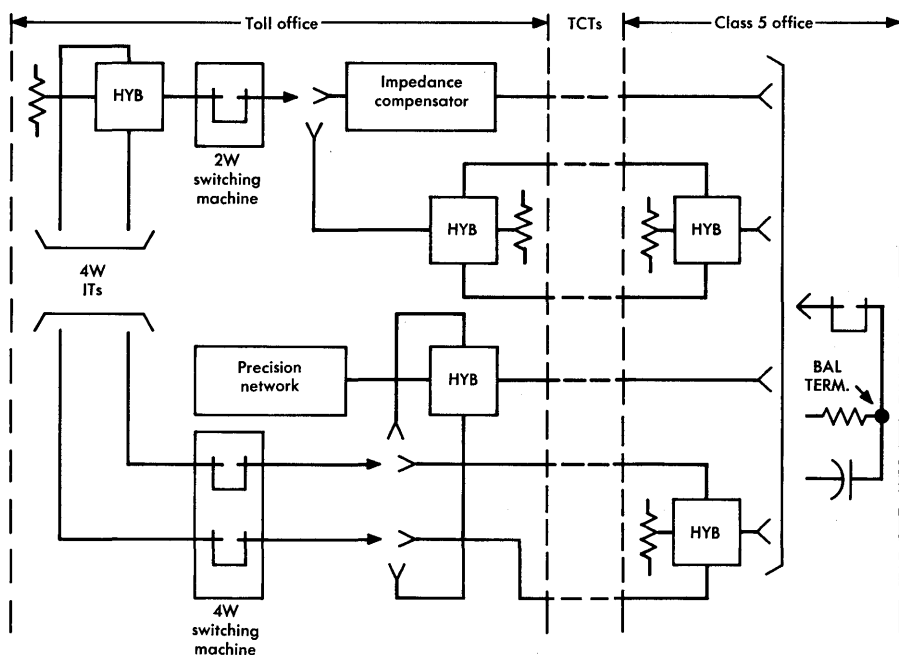 Toll office
TCTs
Class 5 office
HYB
Impedance
compensator
2W
switching
machine
HYB
HYB
4W
ITs
Precision
network
HYB
BAL
TERM.
HYB
4W
switching
machine